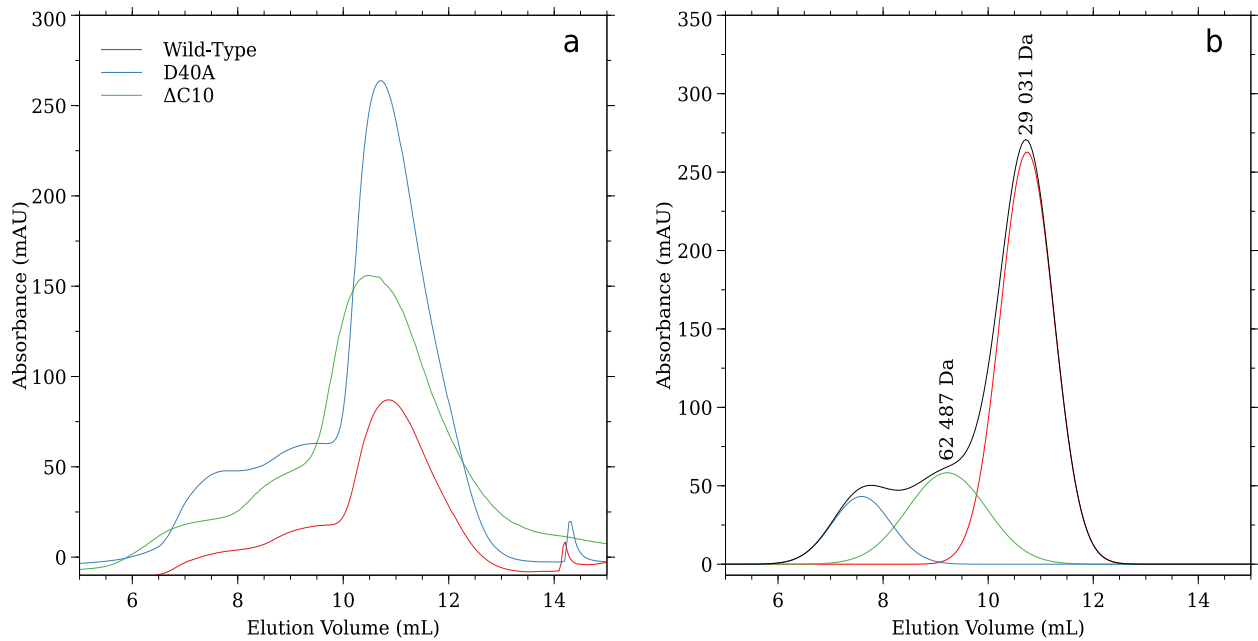 a
Wild-Type
D40A
ΔC10
300
250
200
150
100
50
0
Absorbance (mAU)
6
8
10
12
14
Elution Volume (mL)
b
29 031 Da
62 487 Da
350
300
250
200
150
100
50
0
Absorbance (mAU)
6
8
10
12
14
Elution Volume (mL)